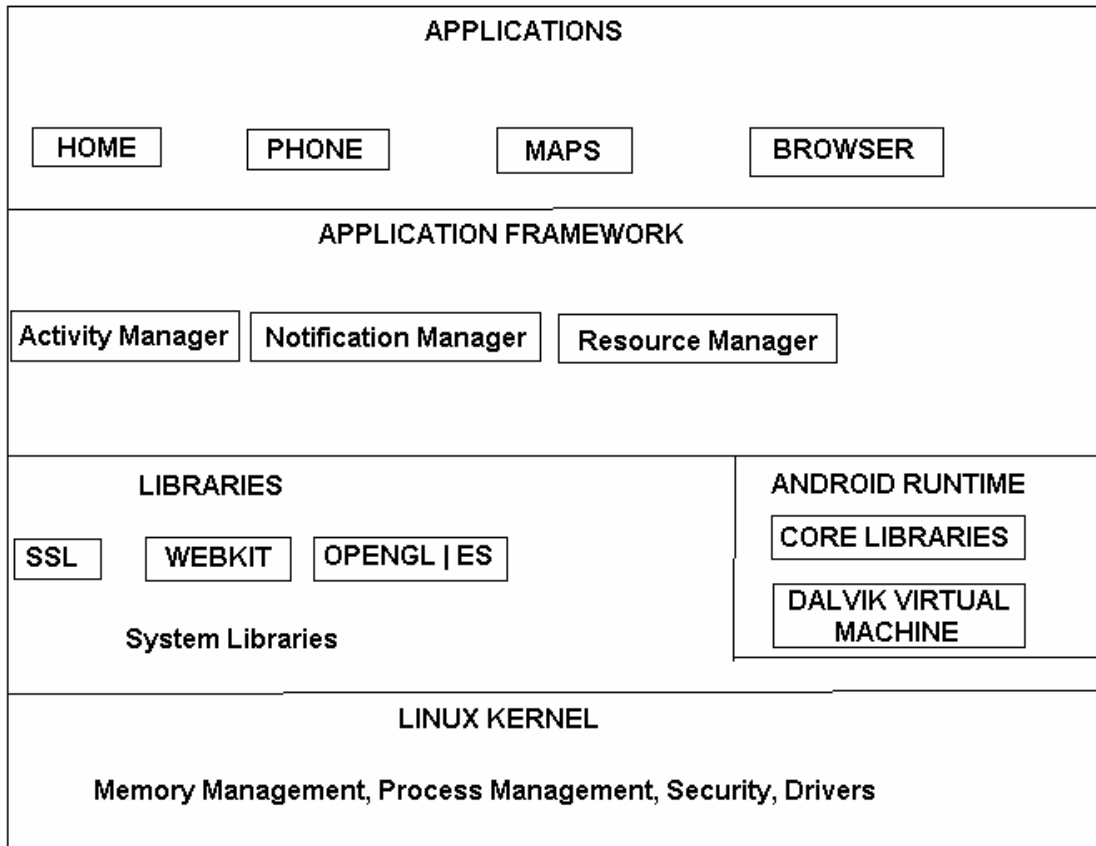 APPLICATIONS
HOME
PHONE
MAPS
BROWSER
APPLICATION FRAMEWORK
Activity Manager
Notification Manager
Resource Manager
LIBRARIES
SSL
WEBKIT
OPENGL | ES
System Libraries
ANDROID RUNTIME
CORE LIBRARIES
DALVIK VIRTUAL
MACHINE
LINUX KERNEL
Memory Management, Process Management, Security, Drivers